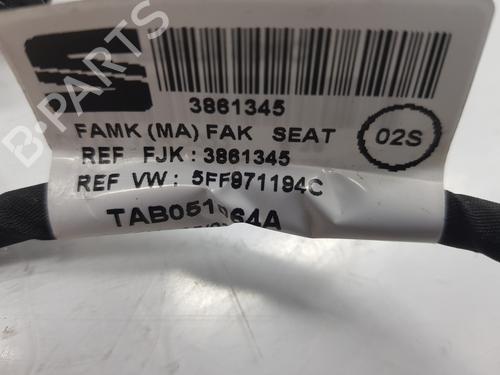 3861345
FAMK (MA) FAK SEAT
02S
REF FJK : 3861345
REF VW : 5FF971194C
B-PARTS